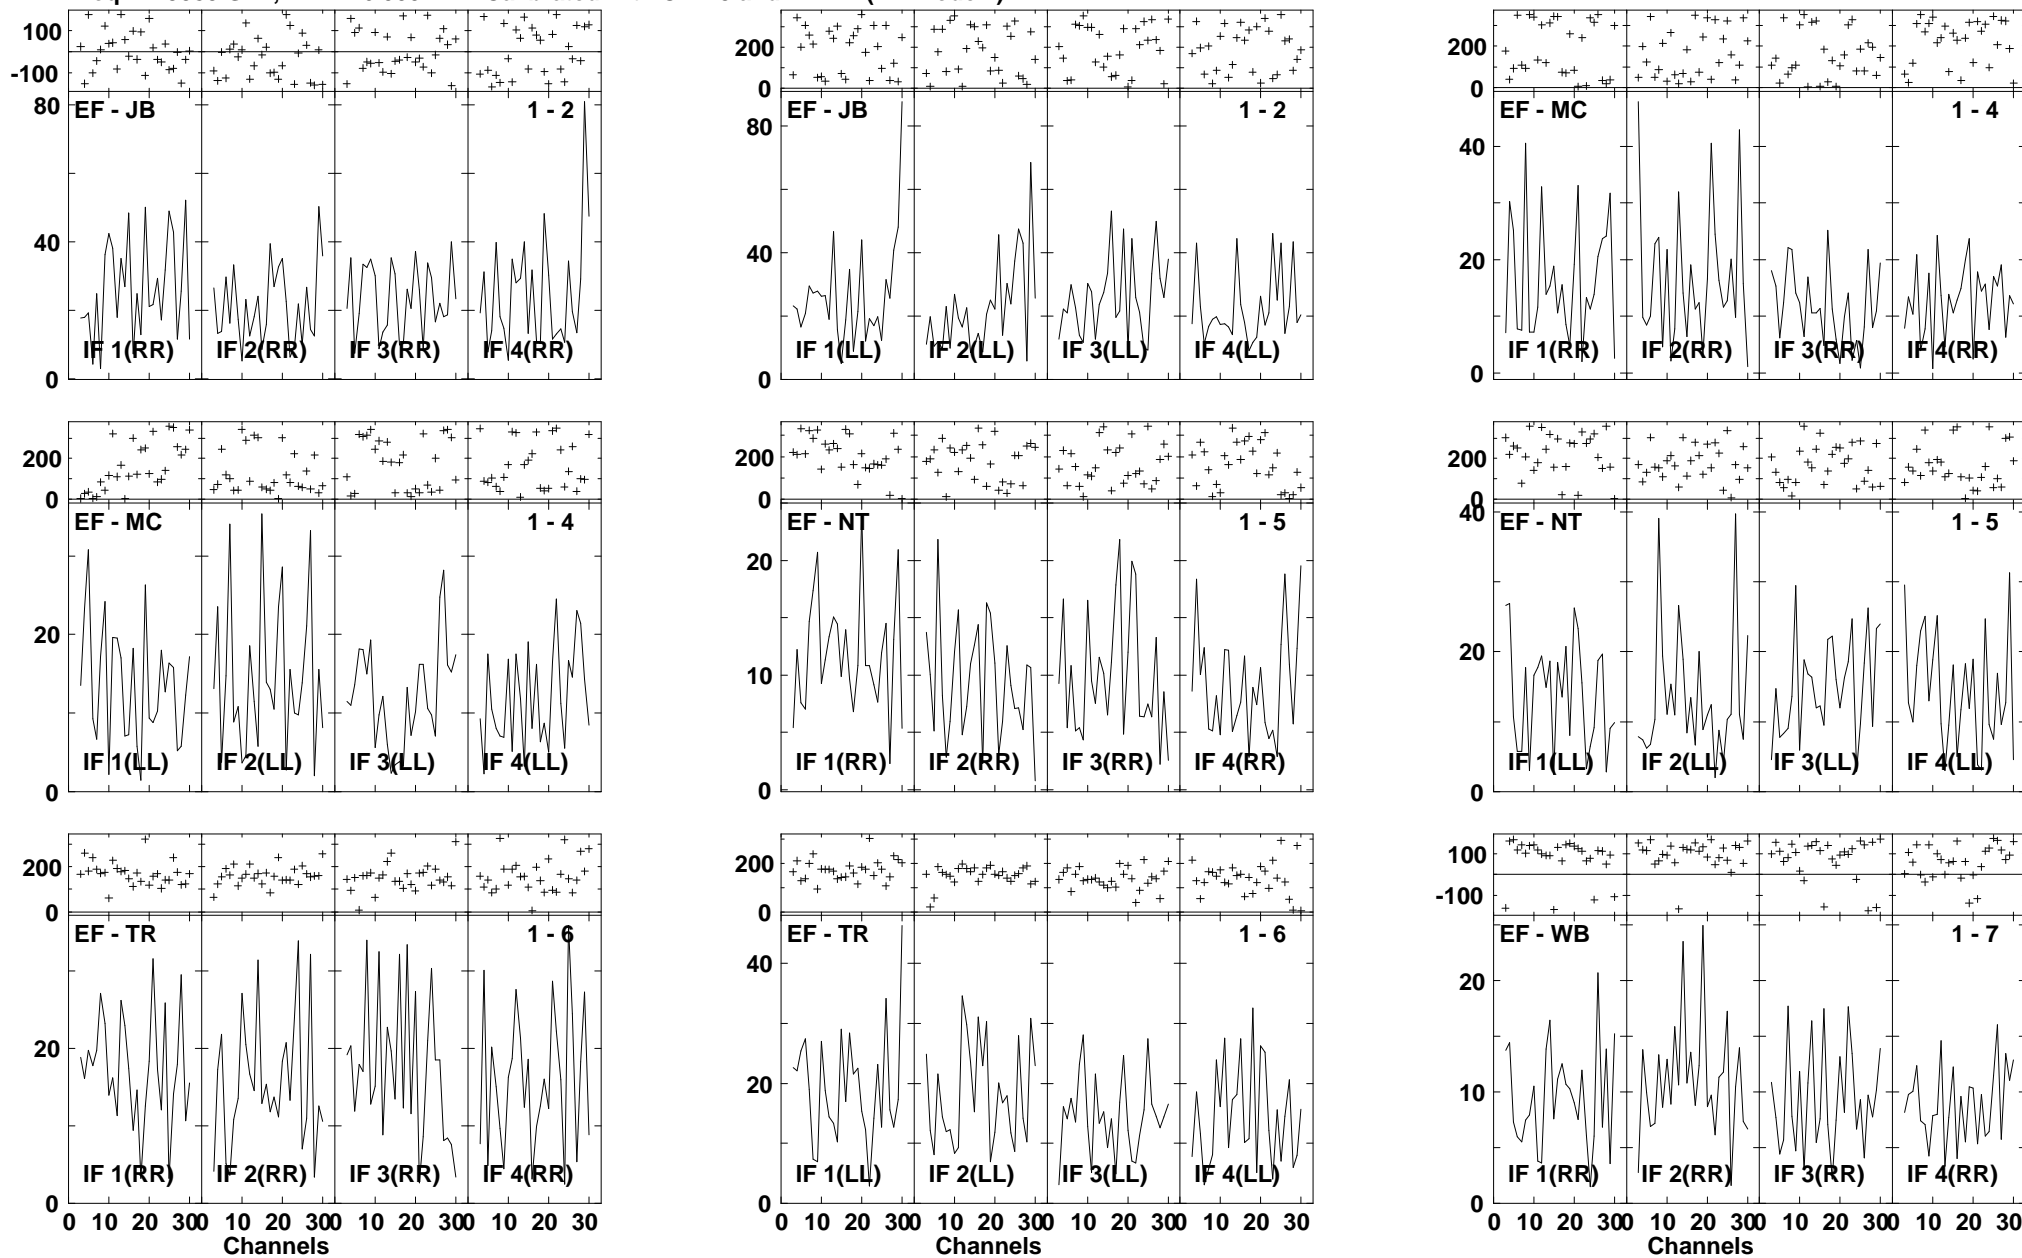 100
-100
EF - JB 1 - 2
80
40
0
IF 1(RR) IF 2(RR) IF 3(RR) IF 4(RR)
200
0
EF - JB 1 - 2
80
40
0
IF 1(LL) IF 2(LL) IF 3(LL) IF 4(LL)
200
0
EF - MC 1 - 4
40
20
0
IF 1(RR) IF 2(RR) IF 3(RR) IF 4(RR)
200
0
EF - MC 1 - 4
20
0
IF 1(LL) IF 2(LL) IF 3(LL) IF 4(LL)
200
0
EF - NT 1 - 5
20
10
0
IF 1(RR) IF 2(RR) IF 3(RR) IF 4(RR)
200
0
EF - NT 1 - 5
40
20
0
IF 1(LL) IF 2(LL) IF 3(LL) IF 4(LL)
200
0
EF - TR 1 - 6
20
0
IF 1(RR) IF 2(RR) IF 3(RR) IF 4(RR)
0 10 20 30 0 10 20 30 0 10 20 30 0 10 20 30
Channels
200
0
EF - TR 1 - 6
40
20
0
IF 1(LL) IF 2(LL) IF 3(LL) IF 4(LL)
0 10 20 30 0 10 20 30 0 10 20 30 0 10 20 30
Channels
100
-100
EF - WB 1 - 7
20
10
0
IF 1(RR) IF 2(RR) IF 3(RR) IF 4(RR)
0 10 20 30 0 10 20 30 0 10 20 30 0 10 20 30
Channels